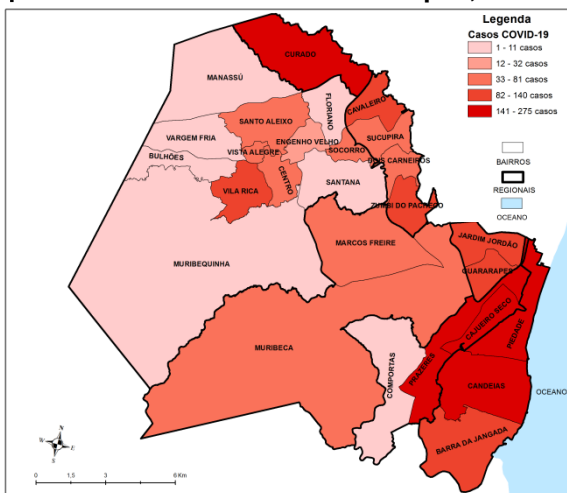 Legenda
Casos COVID-19
1 - 11 casos
12 - 32 casos
33 - 81 casos
82 - 140 casos
141 - 275 casos
BAIRROS
REGIONAIS
OCEANO
CURADO
MANASSÚ
FLORIANO
CAVALEIRO
SANTO ALEIXO
VARGEM FRIA
ENGENHO VELHO
SUCUPIRA
VISTA ALEGRE
SOCORRO
BULHÕES
DOIS CARNEIROS
CENTRO
SANTANA
VILA RICA
ZUMBI DO PACHECO
JARDIM JORDÃO
MARCOS FREIRE
GUARARAPES
MURIBEQUINHA
CAJUEIRO SECO
PIEDADE
MURIBECA
COMPORTAS
PRAZERES
CANDEIAS
OCEANO
BARRA DA JANGADA
N
W
E
S
0 1,5 3 6 Km